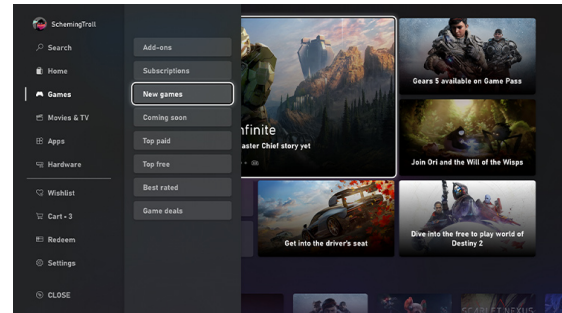 SchemingTroll
Search
Home
Games
Movies & TV
Apps
Hardware
Wishlist
Cart - 3
Redeem
Settings
CLOSE
Add-ons
Subscriptions
New games
Coming soon
Top paid
Top free
Best rated
Game deals
nfinite
aster Chief story yet
Gears 5 available on Game Pass
Join Ori and the Will of the Wisps
Get into the driver's seat
Dive into the free to play world of
Destiny 2
SCARLET NEXUS